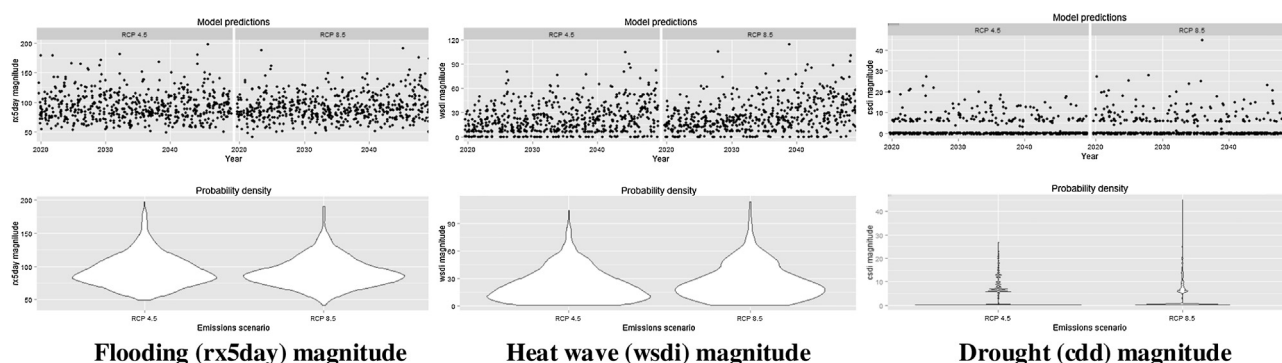 Model predictions
RCP 4.5 RCP 8.5
rx5day magnitude
200
150
100
50
2020 2030 2040 2020 2030 2040
Year
Probability density
rx5day magnitude
200
150
100
50
RCP 4.5 RCP 8.5
Emissions scenario
Flooding (rx5day) magnitude
Model predictions
RCP 4.5 RCP 8.5
wsdi magnitude
120
90
60
30
0
2020 2030 2040 2020 2030 2040
Year
Probability density
wsdi magnitude
90
60
30
0
RCP 4.5 RCP 8.5
Emissions scenario
Heat wave (wsdi) magnitude
Model predictions
RCP 4.5 RCP 8.5
csdi magnitude
40
30
20
10
0
2020 2030 2040 2020 2030 2040
Year
Probability density
csdi magnitude
40
30
20
10
0
RCP 4.5 RCP 8.5
Emissions scenario
Drought (cdd) magnitude